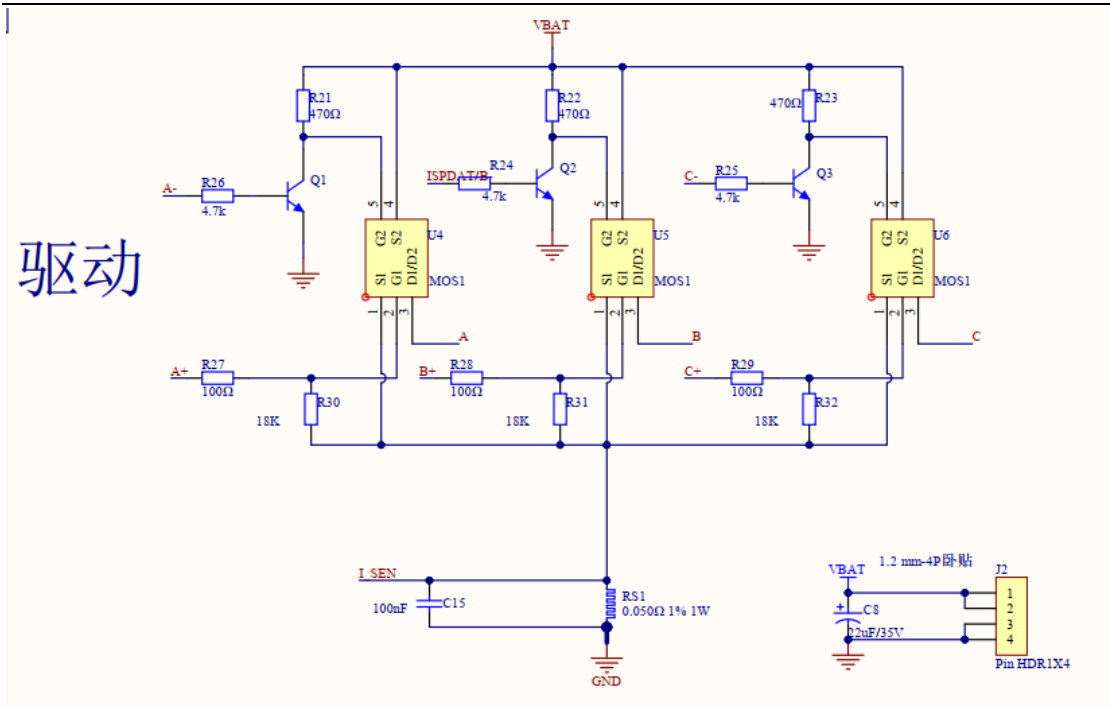 VBAT
R21
470Ω
R22
470Ω
470Ω R23
A- R26
4.7k
Q1
ISPDAT/B- R24
4.7k
Q2
C- R25
4.7k
Q3
5 4
G2 S2
S1 G1 D1/D2
U4
MOS1
1 2 3
A
5 4
G2 S2
S1 G1 D1/D2
U5
MOS1
1 2 3
B
5 4
G2 S2
S1 G1 D1/D2
U6
MOS1
1 2 3
C
驱动
A+ R27
100Ω
18K R30
B+ R28
100Ω
18K R31
C+ R29
100Ω
18K R32
I_SEN
100nF C15
RS1
0.050Ω 1% 1W
GND
1.2 mm-4P卧贴
VBAT
+ C8
22uF/35V
J2
1
2
3
4
Pin HDR1X4